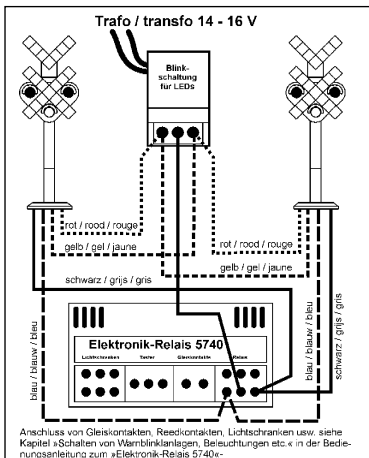 Trafo / transfo 14 - 16 V
Blink-
schaltung
für LEDs
rot / rood / rouge
gelb / gel / jaune
rot / rood / rouge
gelb / gel / jaune
schwarz / grijs / gris
blau / blauw / bleu
blau / blauw / bleu
schwarz / grijs / gris
Elektronik-Relais 5740
Lichtschranken Taster Gleiskontakte Relais
Anschluss von Gleiskontakten, Reedkontakten, Lichtschranken usw. siehe
Kapitel »Schalten von Warnblinklanlagen, Beleuchtungen etc.« in der Bedie-
nungsanleitung zum »Elektronik-Relais 5740«-